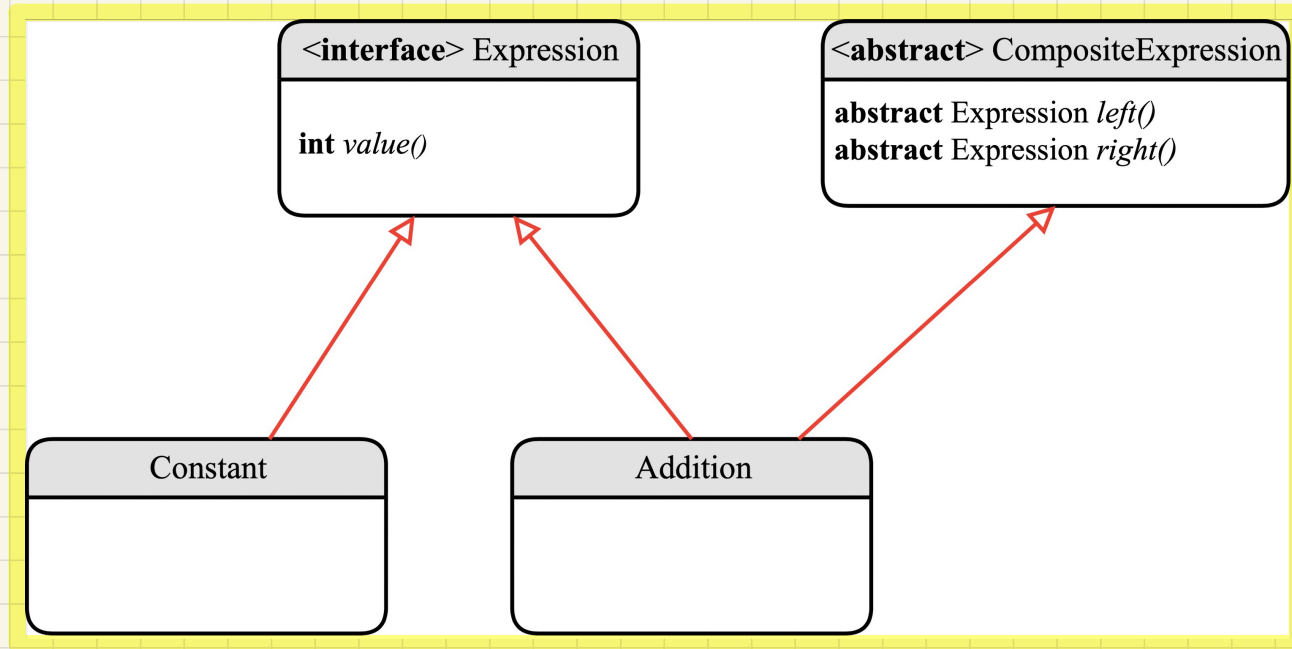 <interface> Expression
int value()
<abstract> CompositeExpression
abstract Expression left()
abstract Expression right()
Constant
Addition